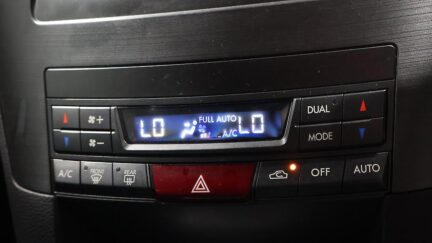 FULL AUTO
LO LO
A/C
DUAL
MODE
A/C FRONT REAR OFF AUTO